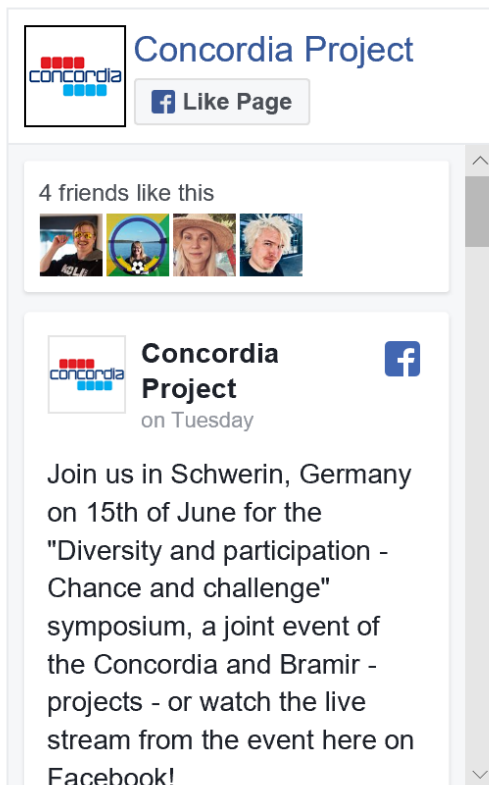 concordia
Concordia Project
f Like Page
4 friends like this
concordia
Concordia
Project
f
on Tuesday
Join us in Schwerin, Germany
on 15th of June for the
"Diversity and participation -
Chance and challenge"
symposium, a joint event of
the Concordia and Bramir -
projects - or watch the live
stream from the event here on
Facebook!